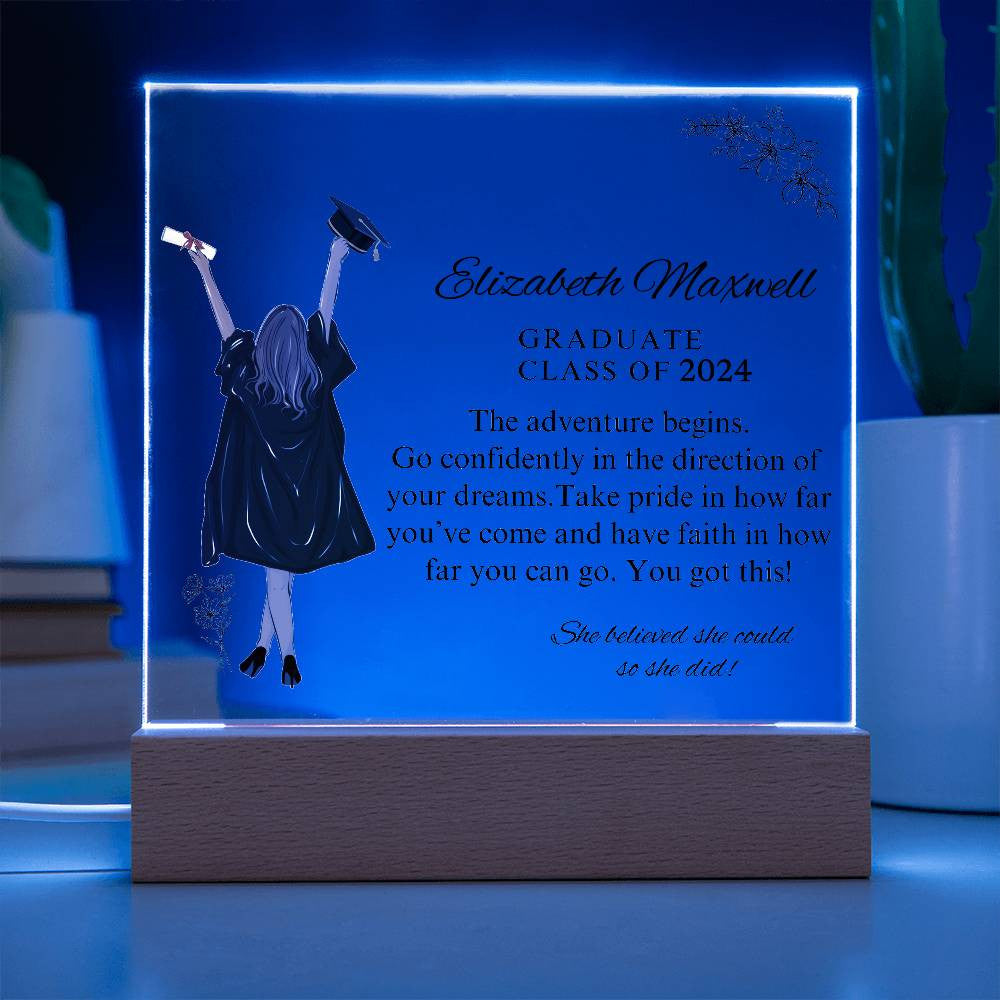 Elizabeth Maxwell
GRADUATE
CLASS OF 2024
The adventure begins.
Go confidently in the direction of
your dreams.Take pride in how far
you’ve come and have faith in how
far you can go. You got this!
She believed she could
so she did!